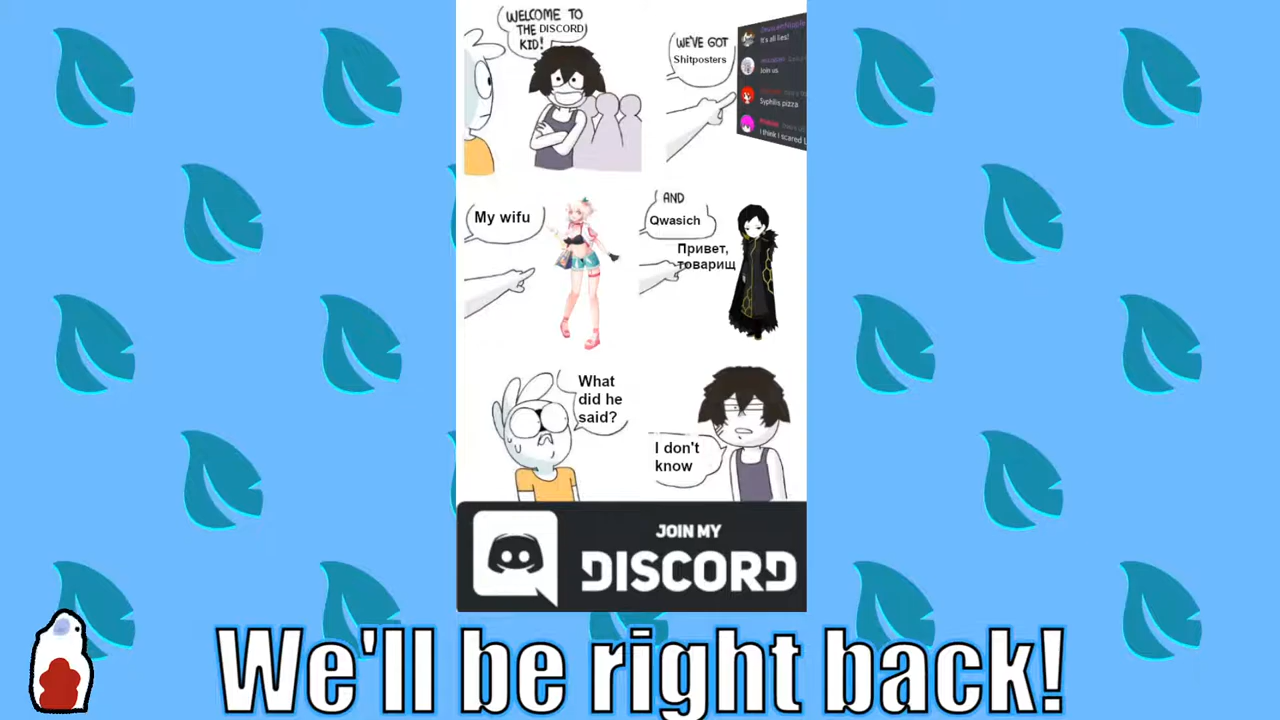 WELCOME TO
THE DISCORD
KID!
WE'VE GOT
Shitposters
It's all lies!
Join us
Syphilis pizza
I think I scared
My wifu
AND
Qwasich
Привет,
товарищ
What
did he
said?
I don't
know
JOIN MY
DISCORD
We'll be right back!